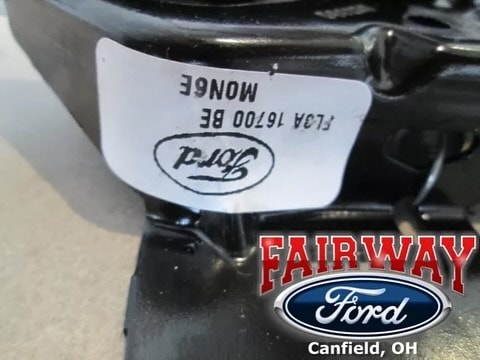 Ford
FL3A 16700 BE
MON6E
FAIRWAY
Ford
Canfield, OH